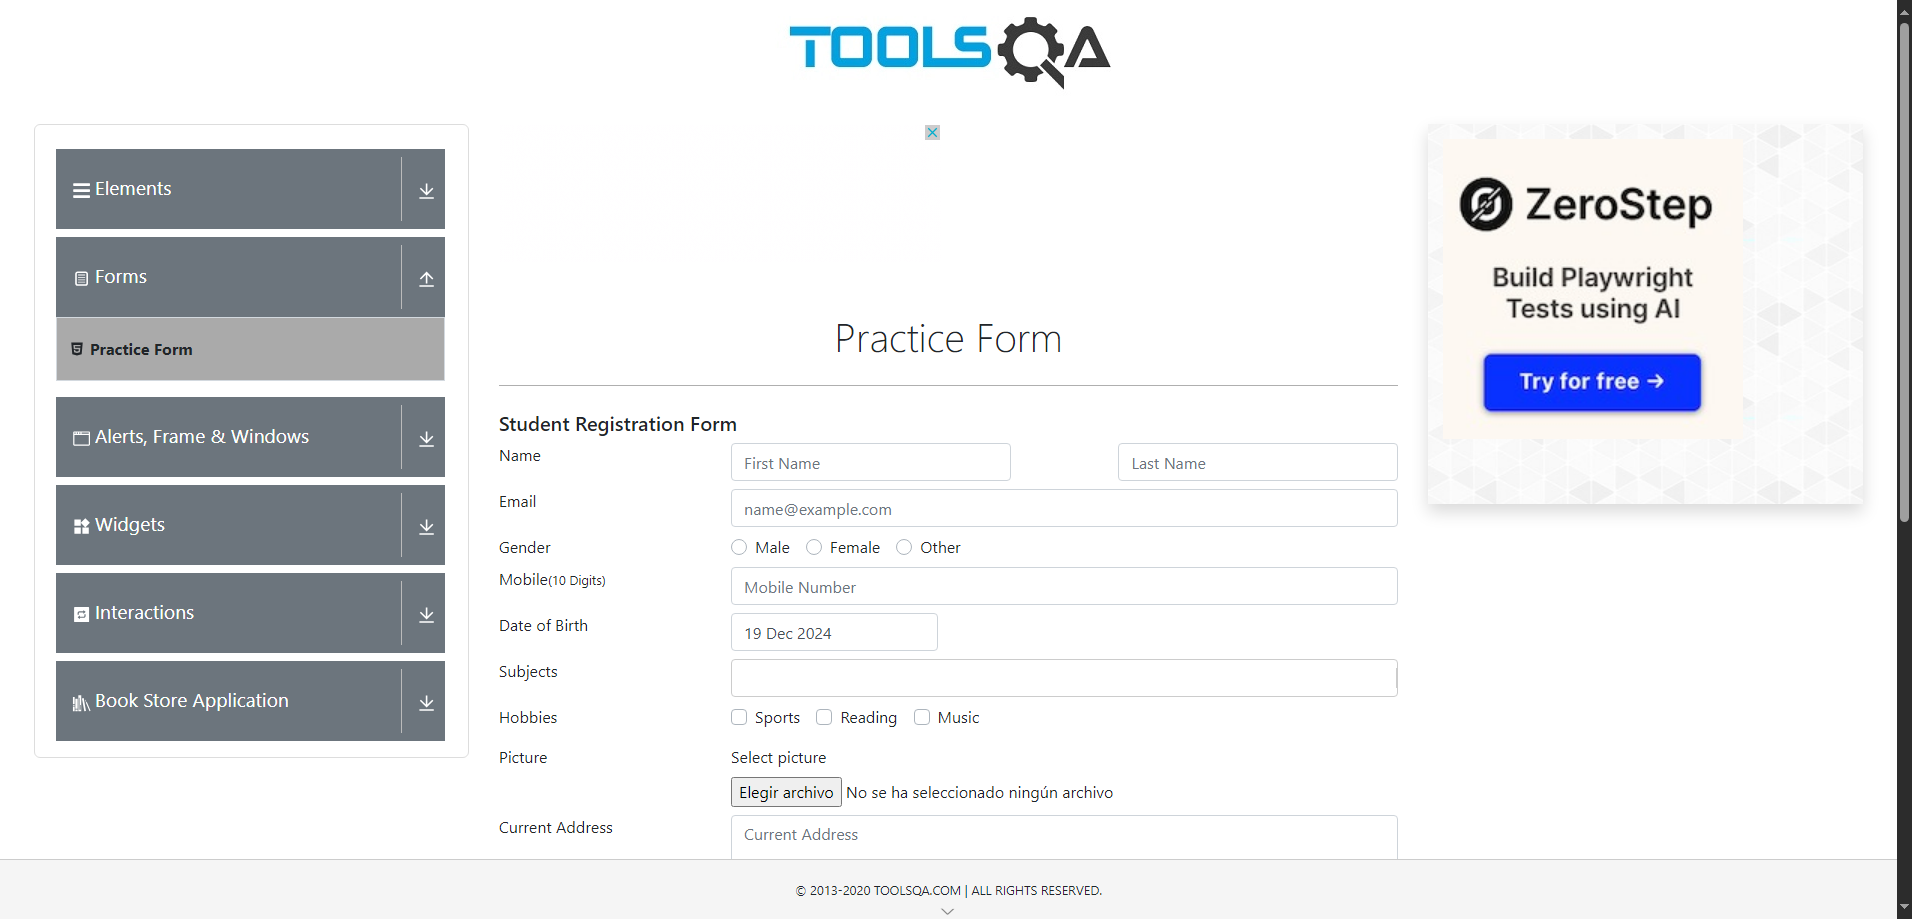 TOOLSQA
Elements
Forms
Practice Form
Alerts, Frame & Windows
Widgets
Interactions
Book Store Application
Practice Form
Student Registration Form
Name
First Name
Last Name
Email
name@example.com
Gender
Male
Female
Other
Mobile(10 Digits)
Mobile Number
Date of Birth
19 Dec 2024
Subjects
Hobbies
Sports
Reading
Music
Picture
Select picture
Elegir archivo No se ha seleccionado ningún archivo
Current Address
Current Address
ZeroStep
Build Playwright
Tests using AI
Try for free →
© 2013-2020 TOOLSQA.COM | ALL RIGHTS RESERVED.